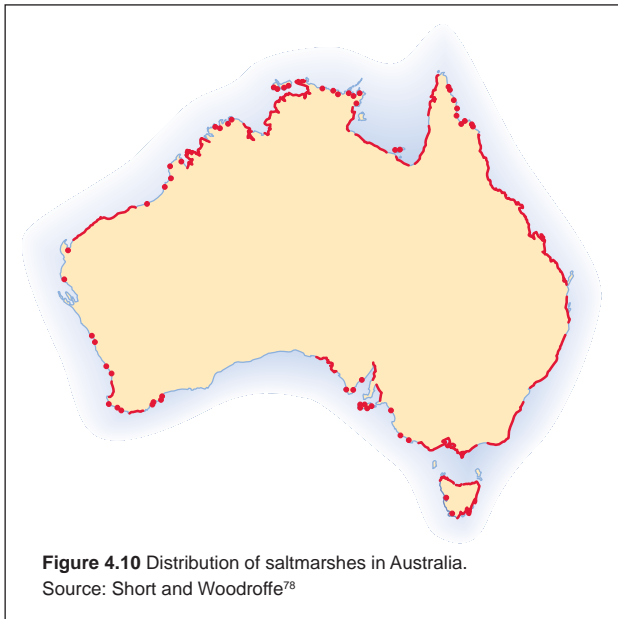 Figure 4.10 Distribution of saltmarshes in Australia.
Source: Short and Woodroffe⁷⁸